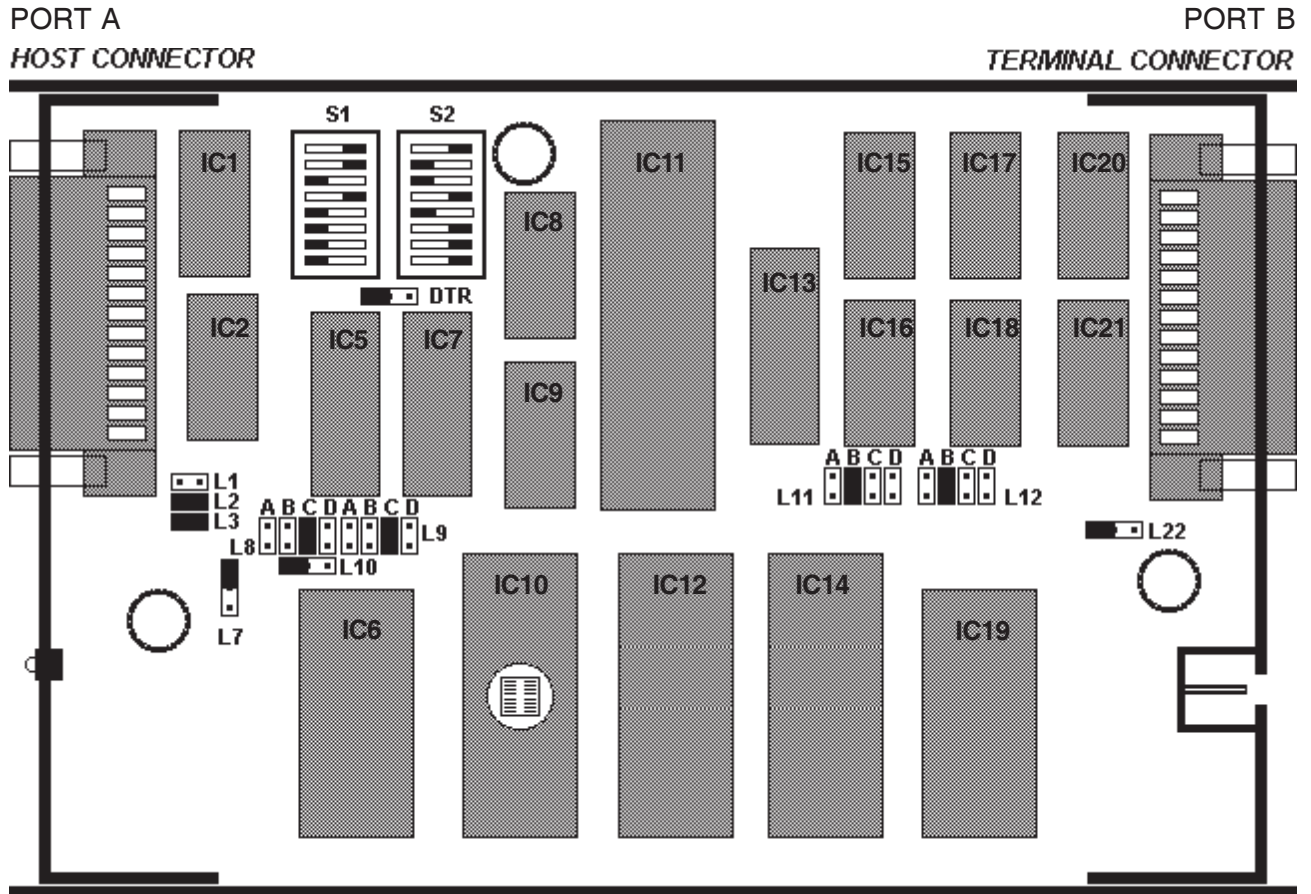 PORT A
PORT B
HOST CONNECTOR
TERMINAL CONNECTOR
S1 S2
IC1
IC11
IC15 IC17 IC20
IC8
IC13
DTR
IC2
IC5 IC7
IC16 IC18 IC21
IC9
A B C D A B C D
L11 L12
L1
L2
L3
A B C D A B C D
L8 L9
L10
L22
L7
IC10 IC12 IC14
IC6
IC19